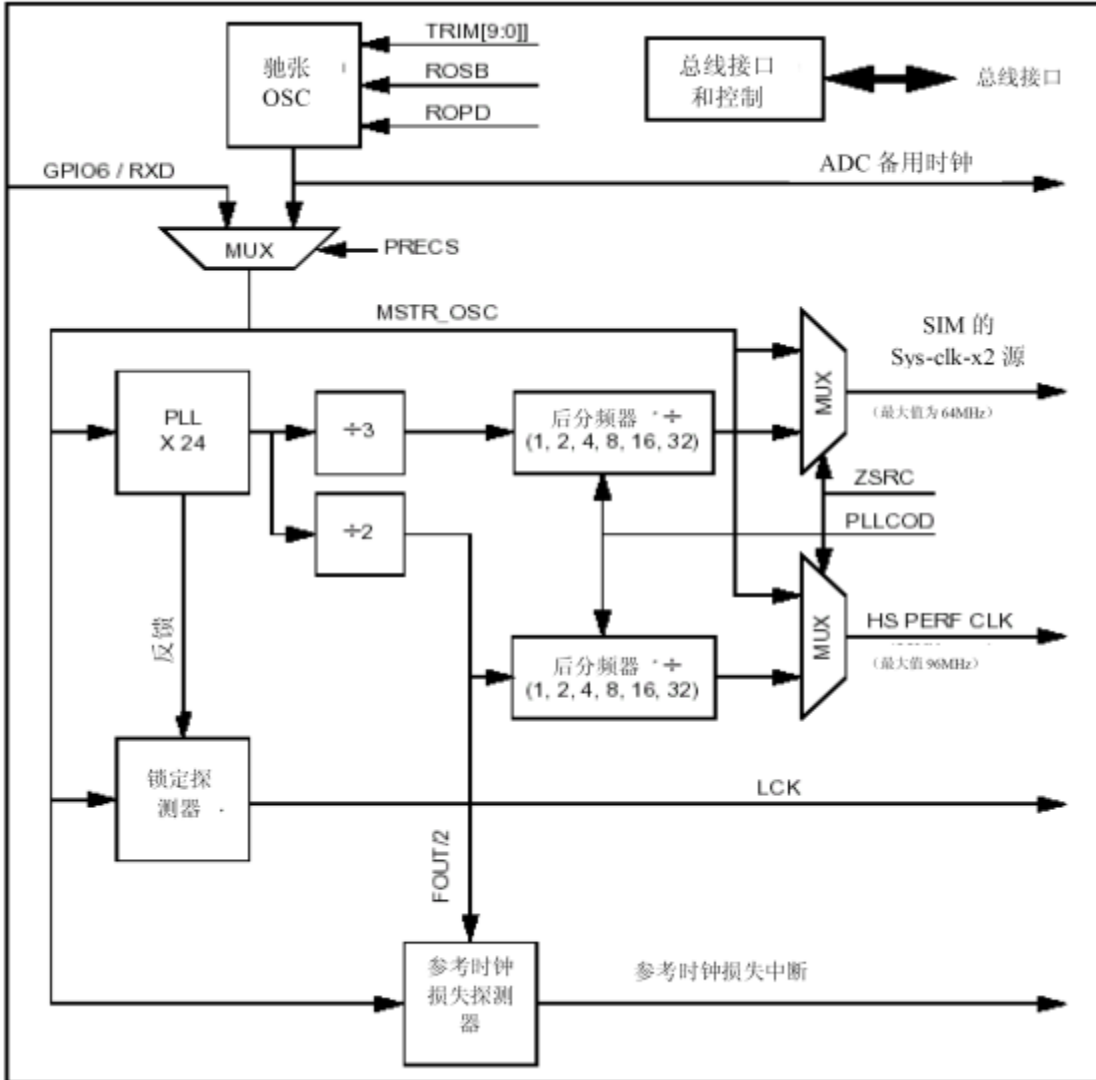 驰张
OSC
TRIM[9:0]]
ROSB
ROPD
总线接口
和控制
总线接口
GPIO6 / RXD
ADC 备用时钟
MUX
PRECS
MSTR_OSC
SIM 的
Sys-clk-x2 源
(最大值为 64MHz)
MUX
PLL
X 24
÷3
后分频器 ÷
(1, 2, 4, 8, 16, 32)
ZSRC
PLLCOD
÷2
反馈
后分频器 ÷
(1, 2, 4, 8, 16, 32)
MUX
HS PERF CLK
(最大值 96MHz)
锁定探
测器
LCK
FOUT/2
参考时钟
损失探测
器
参考时钟损失中断